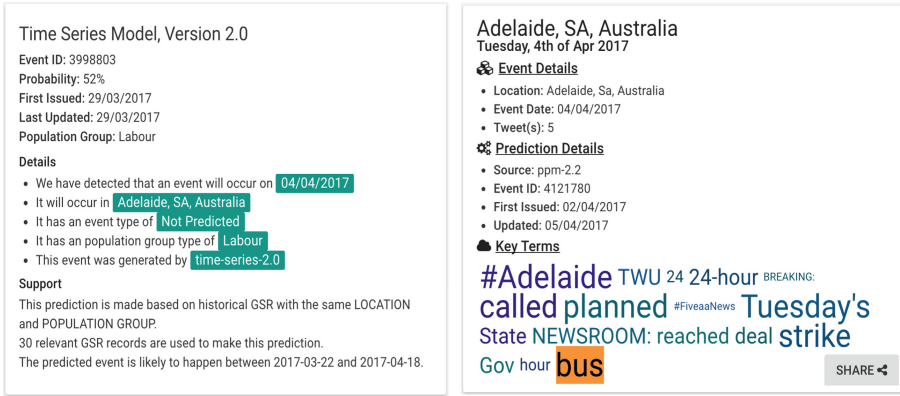 Time Series Model, Version 2.0
Event ID: 3998803
Probability: 52%
First Issued: 29/03/2017
Last Updated: 29/03/2017
Population Group: Labour
Details
We have detected that an event will occur on 04/04/2017
It will occur in Adelaide, SA, Australia
It has an event type of Not Predicted
It has an population group type of Labour
This event was generated by time-series-2.0
Support
This prediction is made based on historical GSR with the same LOCATION
and POPULATION GROUP.
30 relevant GSR records are used to make this prediction.
The predicted event is likely to happen between 2017-03-22 and 2017-04-18.
Adelaide, SA, Australia
Tuesday, 4th of Apr 2017
Event Details
Location: Adelaide, Sa, Australia
Event Date: 04/04/2017
Tweet(s): 5
Prediction Details
Source: ppm-2.2
Event ID: 4121780
First Issued: 02/04/2017
Updated: 05/04/2017
Key Terms
#Adelaide TWU 24 24-hour BREAKING:
called planned #FiveaaNews Tuesday's
State NEWSROOM: reached deal strike
Gov hour bus
SHARE